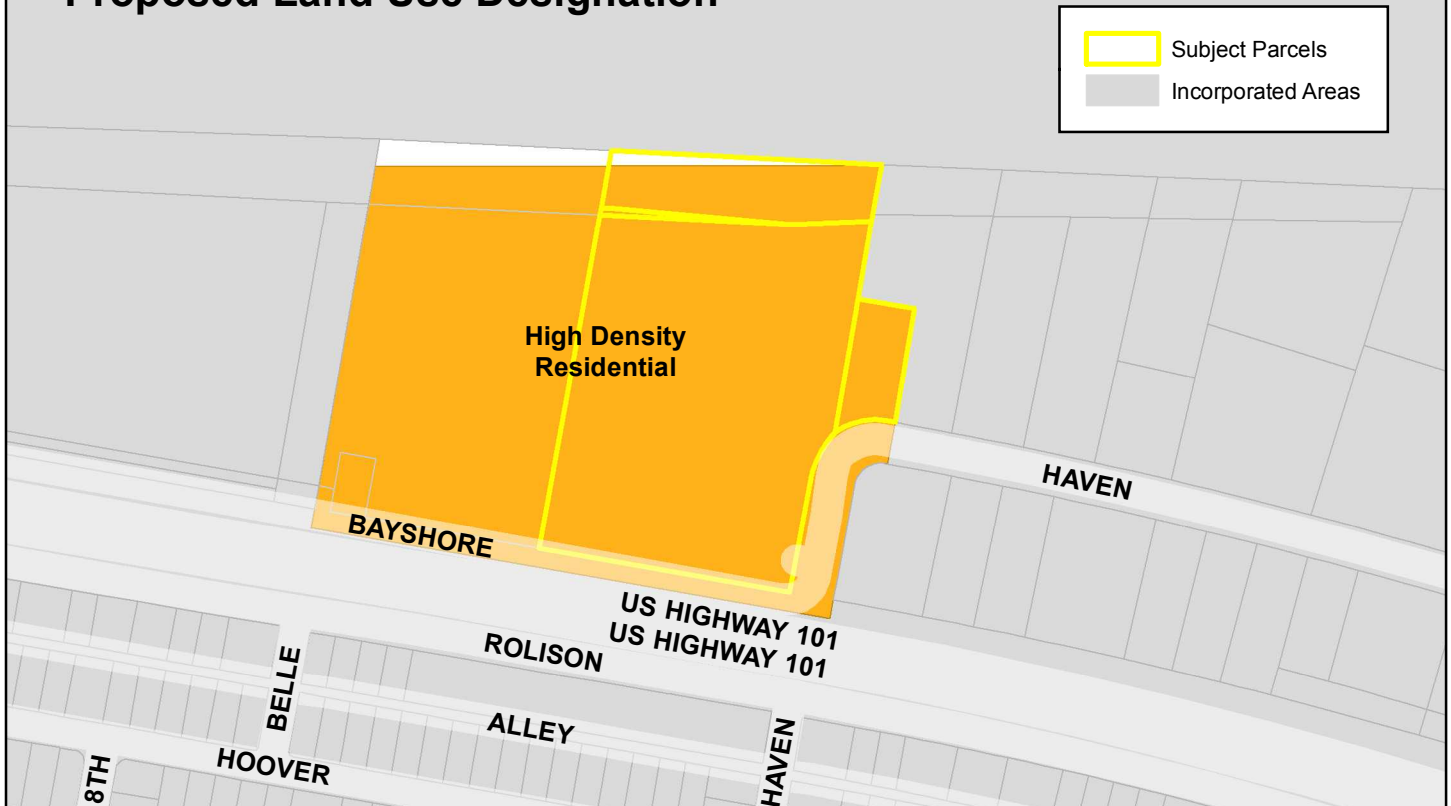 Proposed Land Use Designation
Subject Parcels
Incorporated Areas
High Density
Residential
HAVEN
BAYSHORE
US HIGHWAY 101
US HIGHWAY 101
ROLISON
BELLE
ALLEY
HAVEN
HOOVER
8TH